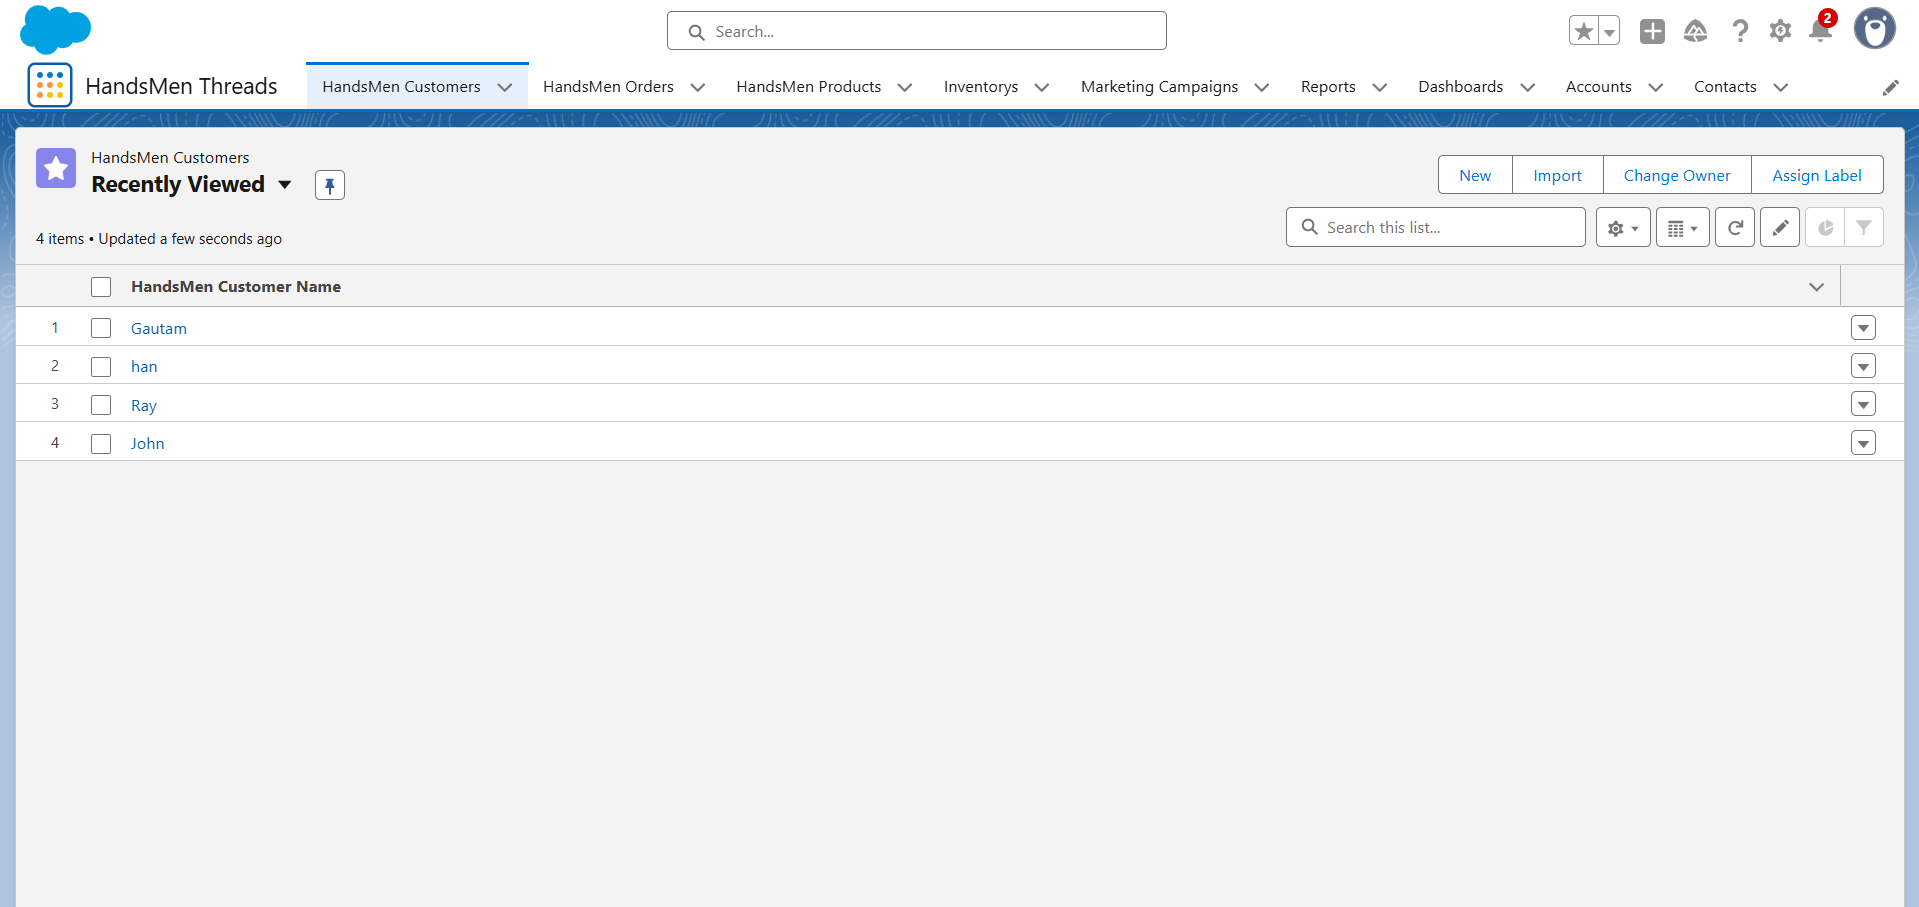 Search...
2
HandsMen Threads
HandsMen Customers
HandsMen Orders
HandsMen Products
Inventorys
Marketing Campaigns
Reports
Dashboards
Accounts
Contacts
HandsMen Customers
Recently Viewed
New
Import
Change Owner
Assign Label
4 items • Updated a few seconds ago
Search this list...
HandsMen Customer Name
1 Gautam
2 han
3 Ray
4 John